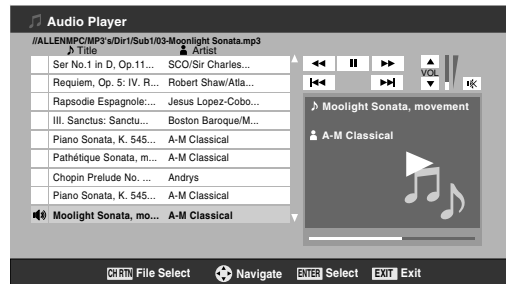 Audio Player
//ALLENMPC/MP3's/Dir1/Sub1/03-Moonlight Sonata.mp3
Title Artist
Ser No.1 in D, Op.11... SCO/Sir Charles...
Requiem, Op. 5: IV. R... Robert Shaw/Atla...
Rapsodie Espagnole:... Jesus Lopez-Cobo...
III. Sanctus: Sanctu... Boston Baroque/M...
Piano Sonata, K. 545... A-M Classical
Pathétique Sonata, m... A-M Classical
Chopin Prelude No. ... Andrys
Piano Sonata, K. 545... A-M Classical
Moolight Sonata, mo... A-M Classical
VOL
Moolight Sonata, movement
A-M Classical
CH RTN File Select Navigate ENTER Select EXIT Exit